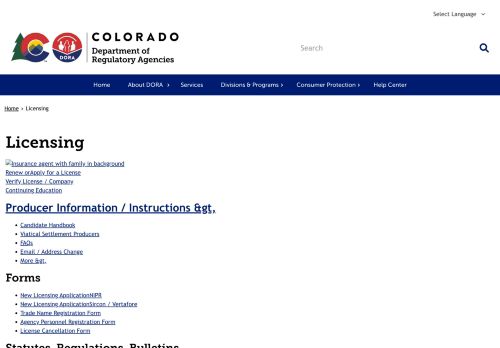 Select Language
COLORADO
Department of
Regulatory Agencies
CO
DORA
Search
Home About DORA Services Divisions & Programs Consumer Protection Help Center
Home › Licensing
Licensing
Insurance agent with family in background
Renew orApply for a License
Verify License / Company
Continuing Education
Producer Information / Instructions &gt,
Candidate Handbook
Viatical Settlement Producers
FAQs
Email / Address Change
More &gt,
Forms
New Licensing ApplicationNIPR
New Licensing ApplicationSircon / Vertafore
Trade Name Registration Form
Agency Personnel Registration Form
License Cancellation Form
Statutes, Regulations, Bulletins